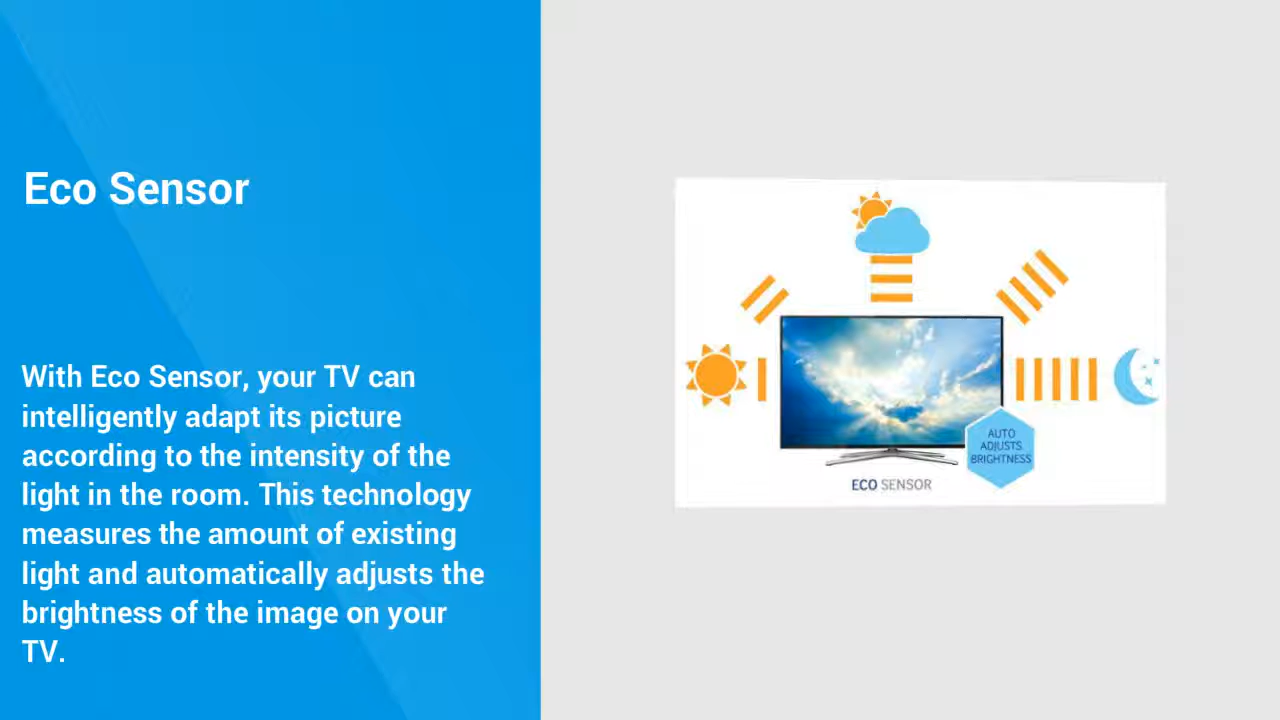 Eco Sensor
With Eco Sensor, your TV can
intelligently adapt its picture
according to the intensity of the
light in the room. This technology
measures the amount of existing
light and automatically adjusts the
brightness of the image on your
TV.
AUTO
ADJUSTS
BRIGHTNESS
ECO SENSOR